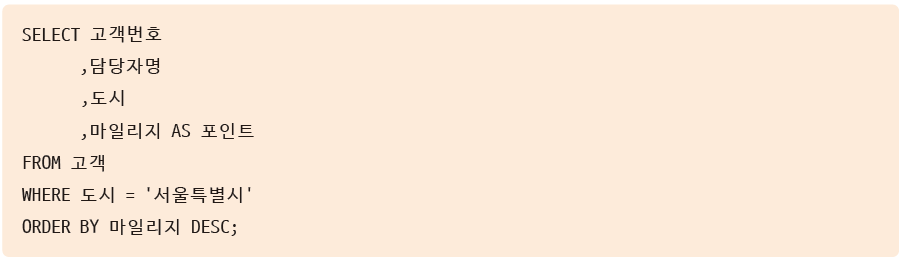 SELECT 고객번호
,담당자명
,도시
,마일리지 AS 포인트
FROM 고객
WHERE 도시 = '서울특별시'
ORDER BY 마일리지 DESC;